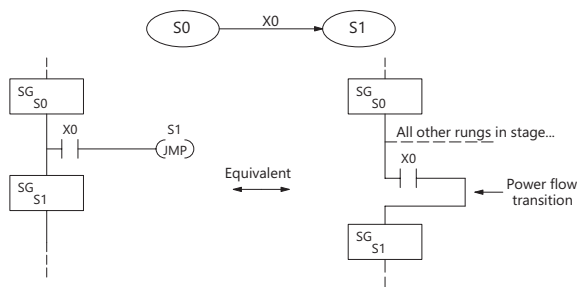 S0 X0 S1
SG
S0
X0 S1
JMP
SG
S1
Equivalent
SG
S0
All other rungs in stage...
X0
Power flow
transition
SG
S1